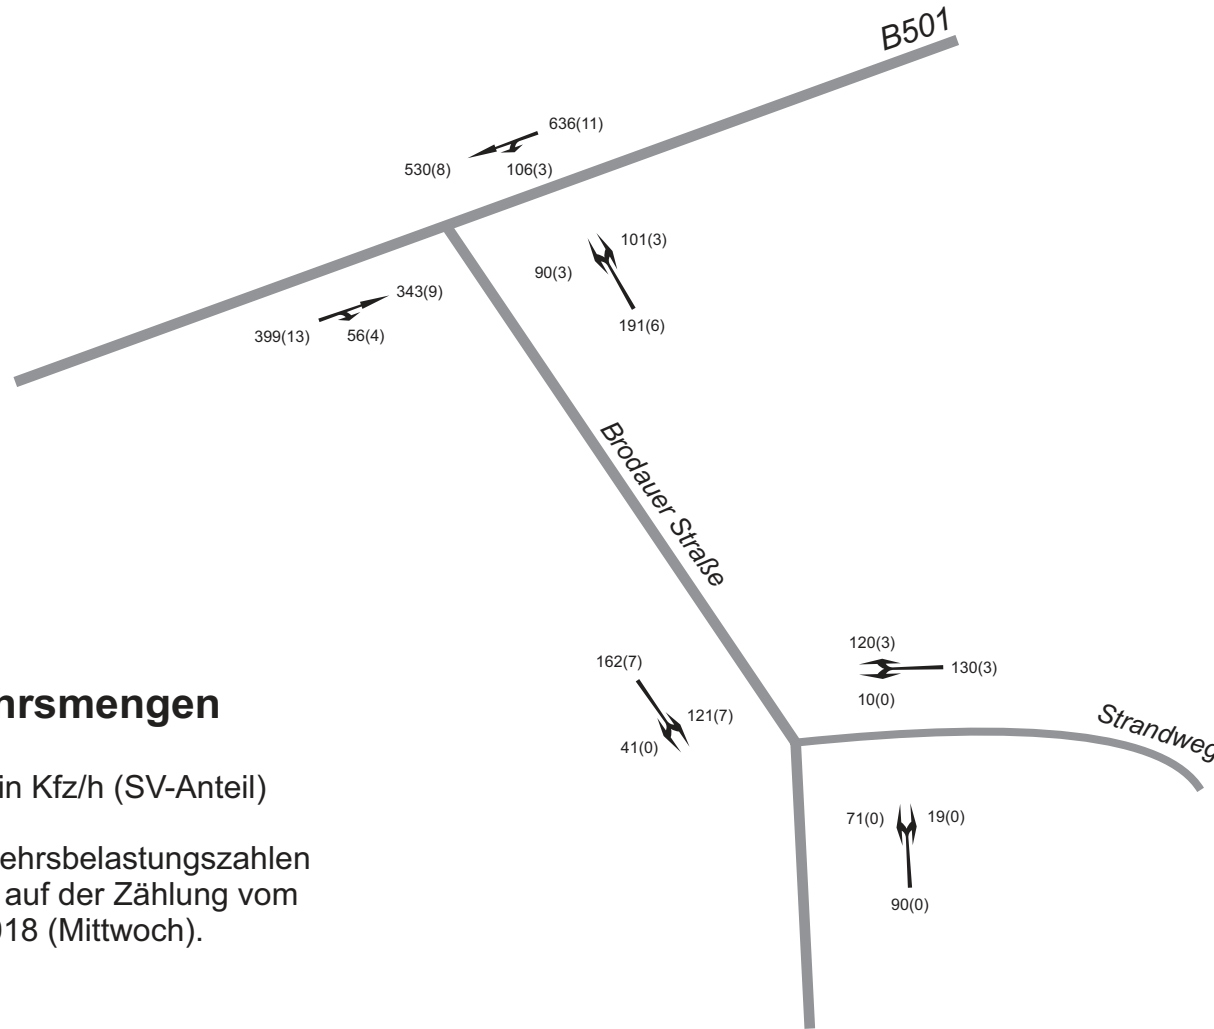 B501
636(11)
530(8)
106(3)
101(3)
90(3)
191(6)
343(9)
399(13)
56(4)
Brodauer Straße
120(3)
130(3)
10(0)
162(7)
121(7)
41(0)
Strandweg
71(0)
19(0)
90(0)
hrsmengen
in Kfz/h (SV-Anteil)
ehrsbelastungszahlen
auf der Zählung vom
018 (Mittwoch).